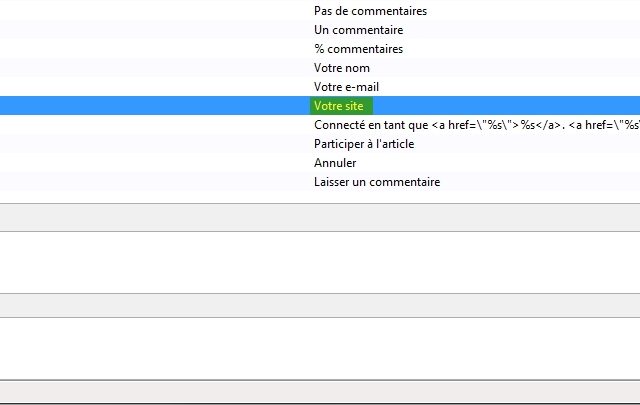 Pas de commentaires
Un commentaire
% commentaires
Votre nom
Votre e-mail
Votre site
Connecté en tant que <a href=\"%s\">%s</a>. <a href=\"%s\
Participer à l'article
Annuler
Laisser un commentaire